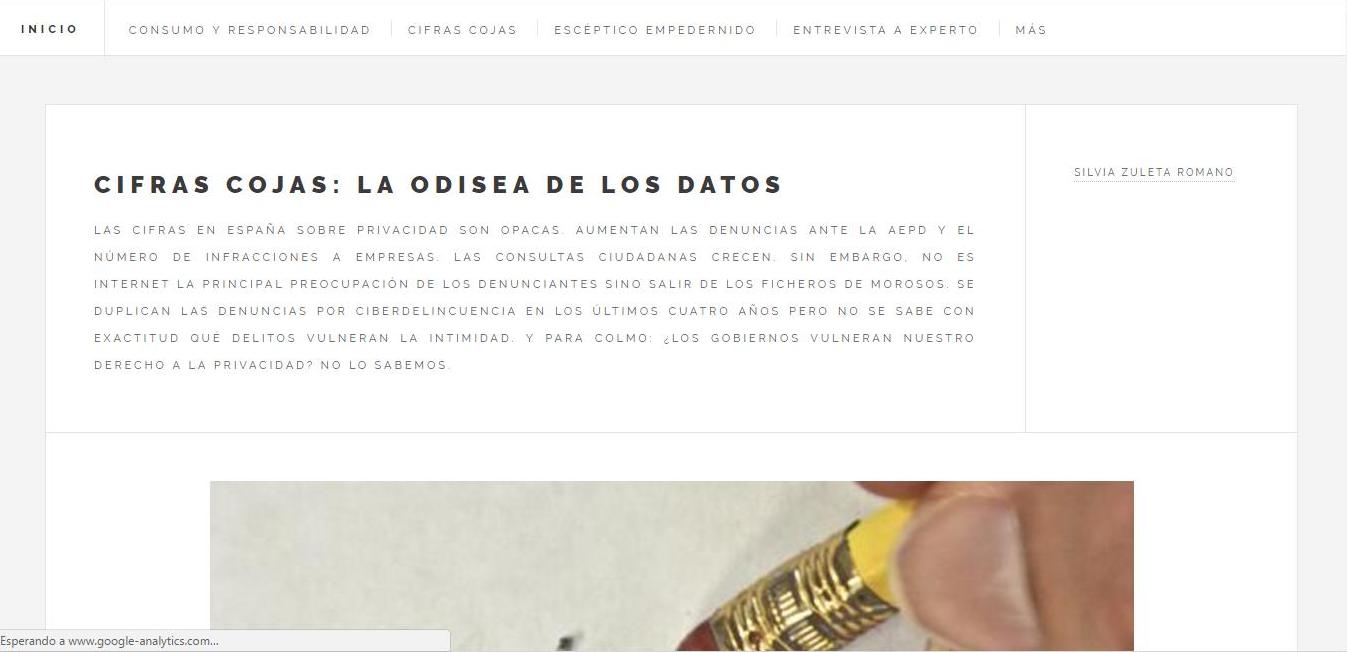 INICIO CONSUMO Y RESPONSABILIDAD CIFRAS COJAS ESCÉPTICO EMPEDERNIDO ENTREVISTA A EXPERTO MÁS
CIFRAS COJAS: LA ODISEA DE LOS DATOS
SILVIA ZULETA ROMANO
LAS CIFRAS EN ESPAÑA SOBRE PRIVACIDAD SON OPACAS. AUMENTAN LAS DENUNCIAS ANTE LA AEPD Y EL
NÚMERO DE INFRACCIONES A EMPRESAS. LAS CONSULTAS CIUDADANAS CRECEN. SIN EMBARGO, NO ES
INTERNET LA PRINCIPAL PREOCUPACIÓN DE LOS DENUNCIANTES SINO SALIR DE LOS FICHEROS DE MOROSOS. SE
DUPLICAN LAS DENUNCIAS POR CIBERDELINCUENCIA EN LOS ÚLTIMOS CUATRO AÑOS PERO NO SE SABE CON
EXACTITUD QUÉ DELITOS VULNERAN LA INTIMIDAD. Y PARA COLMO: ¿LOS GOBIERNOS VULNERAN NUESTRO
DERECHO A LA PRIVACIDAD? NO LO SABEMOS.
Esperando a www.google-analytics.com...